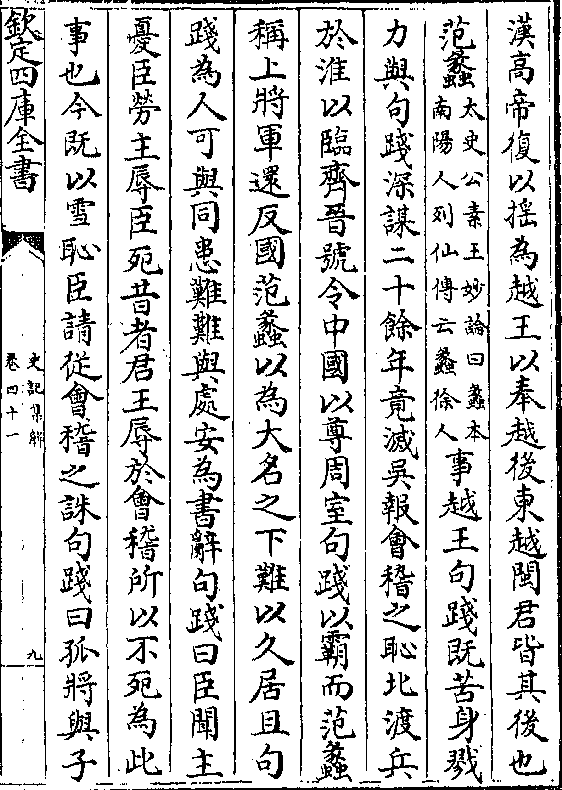 漢高帝復以揺為越王以奉越後東越閩君皆其後也
范蠡太史公素王妙論曰蠡本南陽人列仙傳云蠡徐人事越王句踐既苦身戮
力與句踐深謀二十餘年竟滅吳報會稽之恥北渡兵
於淮以臨齊晉號令中國以尊周室句踐以霸而范蠡
稱上將軍還反國范蠡以為大名之下難以久居且句
踐為人可與同患難難與處安為書辭句踐曰臣聞主
憂臣勞主辱臣死昔者君王辱於會稽所以不死為此
事也今既以雪恥臣請從會稽之誅句踐曰孤將與子
欽定四庫全書
史記集解
卷四十一
九